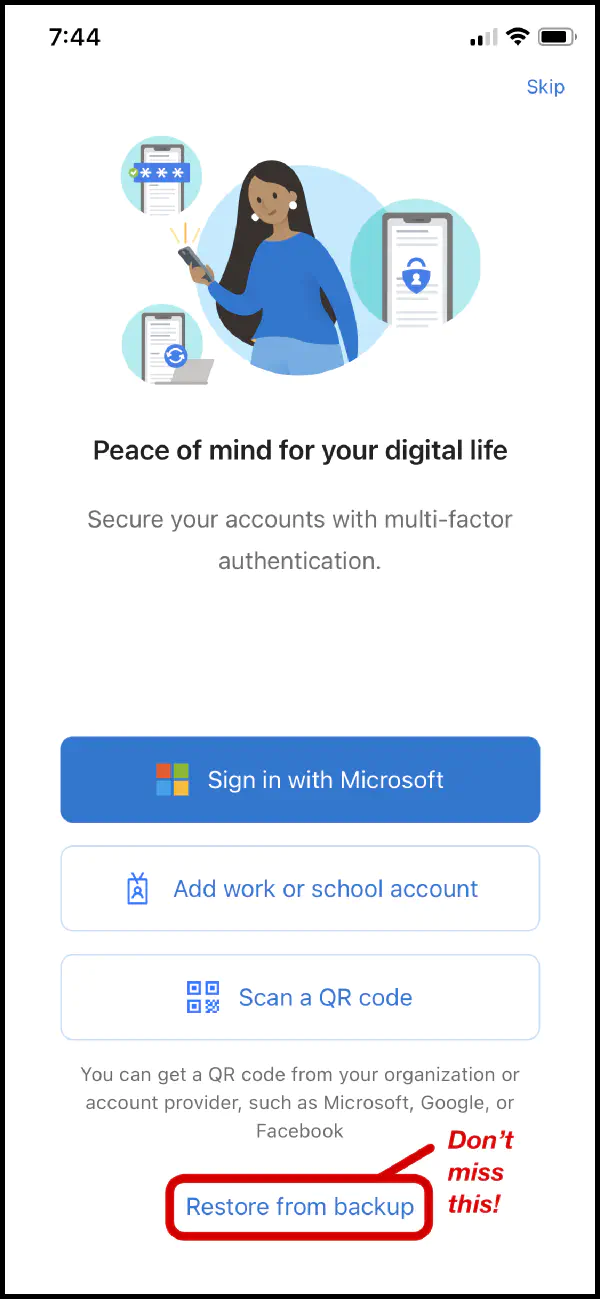 7:44
Skip
***
Peace of mind for your digital life
Secure your accounts with multi-factor
authentication.
Sign in with Microsoft
Add work or school account
Scan a QR code
You can get a QR code from your organization or
account provider, such as Microsoft, Google, or
Facebook
Don't
miss
this!
Restore from backup